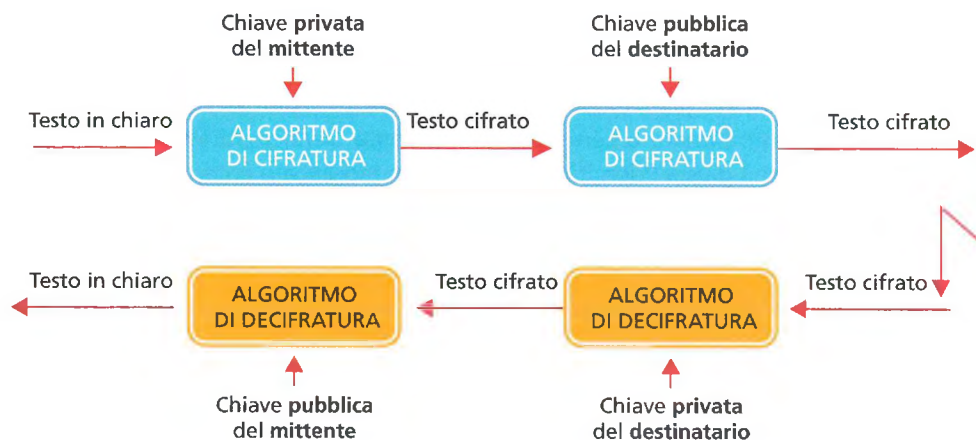 Chiave privata
del mittente
Chiave pubblica
del destinatario
Testo in chiaro
ALGORITMO
DI CIFRATURA
Testo cifrato
ALGORITMO
DI CIFRATURA
Testo cifrato
Testo in chiaro
ALGORITMO
DI DECIFRATURA
Testo cifrato
ALGORITMO
DI DECIFRATURA
Testo cifrato
Chiave pubblica
del mittente
Chiave privata
del destinatario